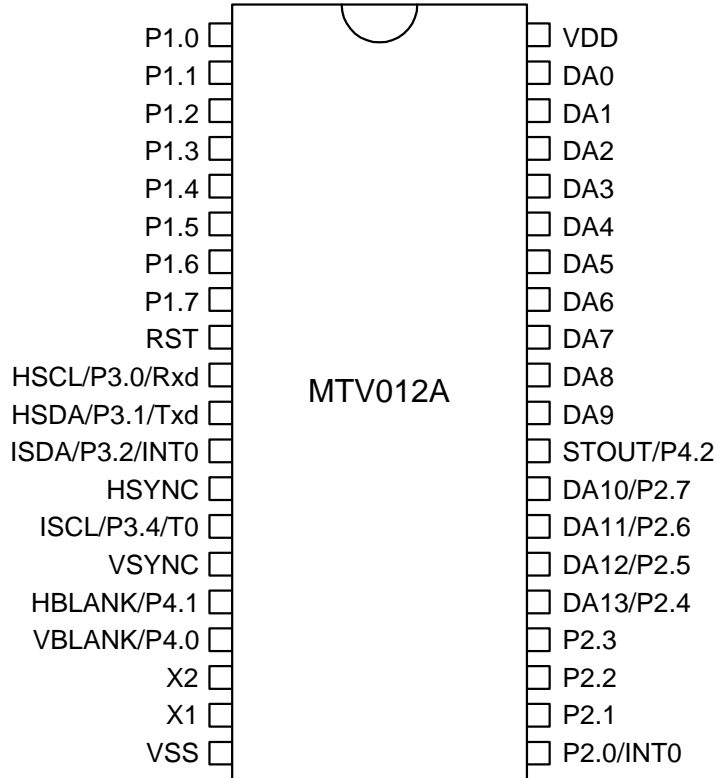 P1.0 VDD
P1.1 DA0
P1.2 DA1
P1.3 DA2
P1.4 DA3
P1.5 DA4
P1.6 DA5
P1.7 DA6
RST DA7
HSCL/P3.0/Rxd DA8
MTV012A
HSDA/P3.1/Txd DA9
ISDA/P3.2/INT0 STOUT/P4.2
HSYNC DA10/P2.7
ISCL/P3.4/T0 DA11/P2.6
VSYNC DA12/P2.5
HBLANK/P4.1 DA13/P2.4
VBLANK/P4.0 P2.3
X2 P2.2
X1 P2.1
VSS P2.0/INT0